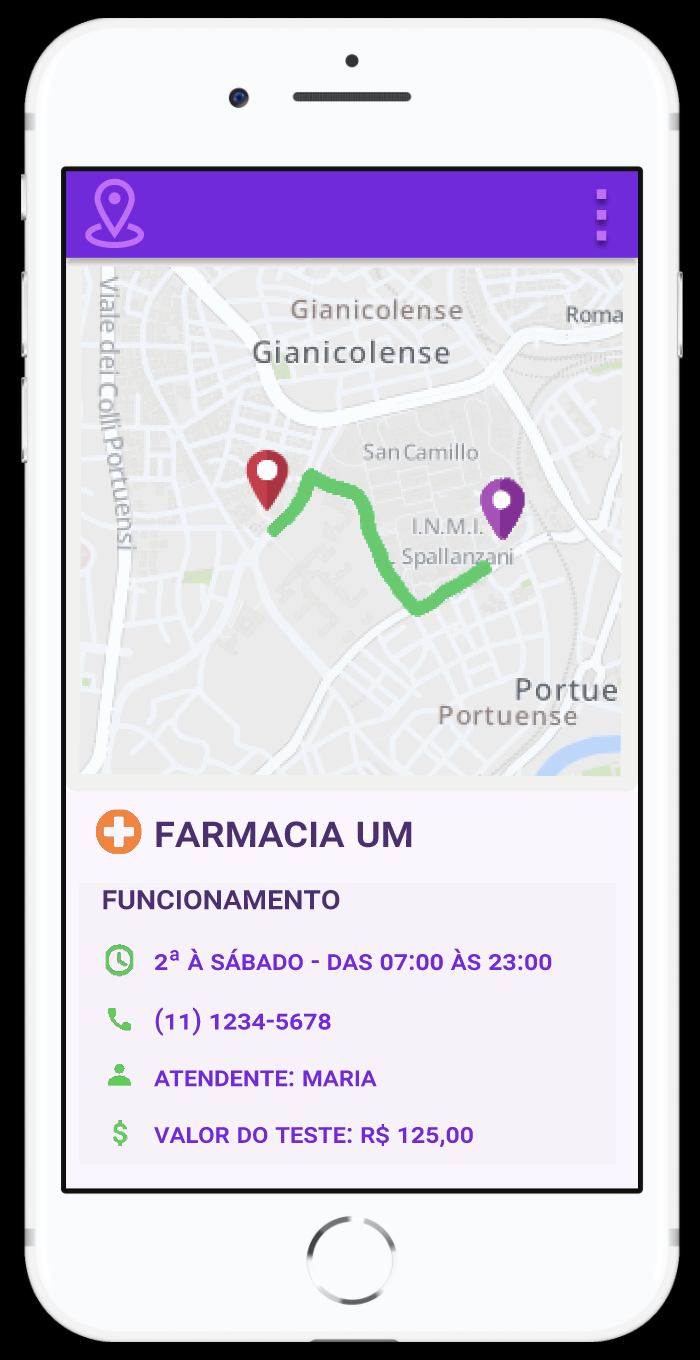 Gianicolense
Roma
Gianicolense
Viale dei Colli Portuensi
San Camillo
I.N.M.I.
L. Spallanzani
Portue
Portuense
FARMACIA UM
FUNCIONAMENTO
2ª À SÁBADO - DAS 07:00 ÀS 23:00
(11) 1234-5678
ATENDENTE: MARIA
VALOR DO TESTE: R$ 125,00